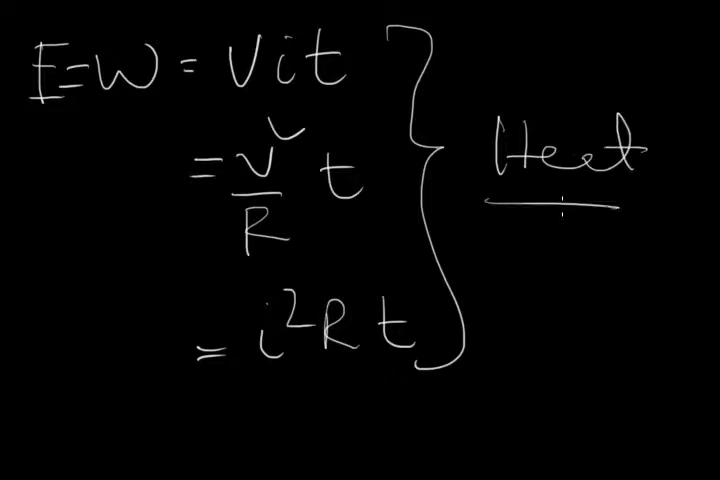 E = W = Vit
= V²/R t
= i²Rt
Heat